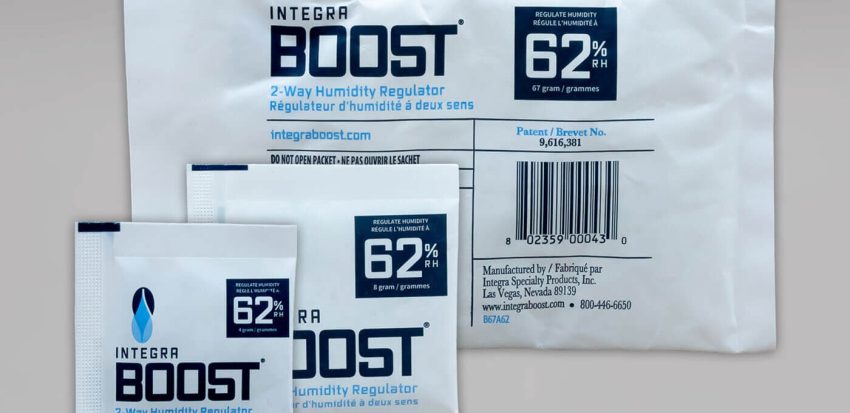 INTEGRA
BOOST®
2-Way Humidity Regulator
Régulateur d'humidité à deux sens
REGULATE HUMIDITY
RÉGULE L'HUMIDITÉ À
62%
RH
67 gram / grammes
integraboost.com
DO NOT OPEN PACKET • NE PAS OUVRIR LE SACHET
Patent / Brevet No.
9,616,381
8 02359 00043 0
Manufactured by / Fabriqué par
Integra Specialty Products, Inc.
Las Vegas, Nevada 89139
www.integraboost.com • 800-446-6650
B67A62
REGULATE HUMIDITY
RÉGULE L'HUMIDITÉ À
62%
RH
8 gram / grammes
GRA
OOST®
Humidity Regulator
d'humidité à deux sens
REGULATE HUMIDITY
RÉGULE L'HUMIDITÉ À
62%
RH
4 gram / grammes
INTEGRA
BOOST®
2-Way Humidity Regulator